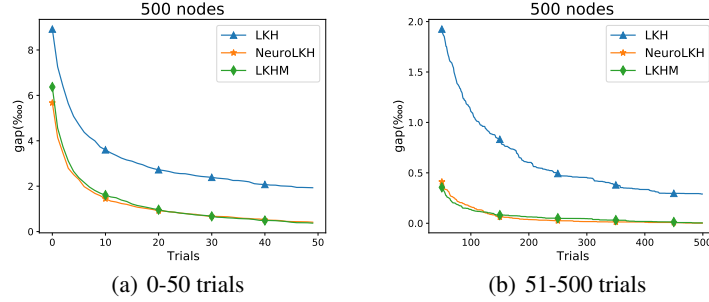 500 nodes
gap(‱)
8
6
4
2
0
LKH
NeuroLKH
LKHM
0 10 20 30 40 50
Trials
(a) 0-50 trials
500 nodes
gap(‱)
2.0
1.5
1.0
0.5
0.0
LKH
NeuroLKH
LKHM
100 200 300 400 500
Trials
(b) 51-500 trials